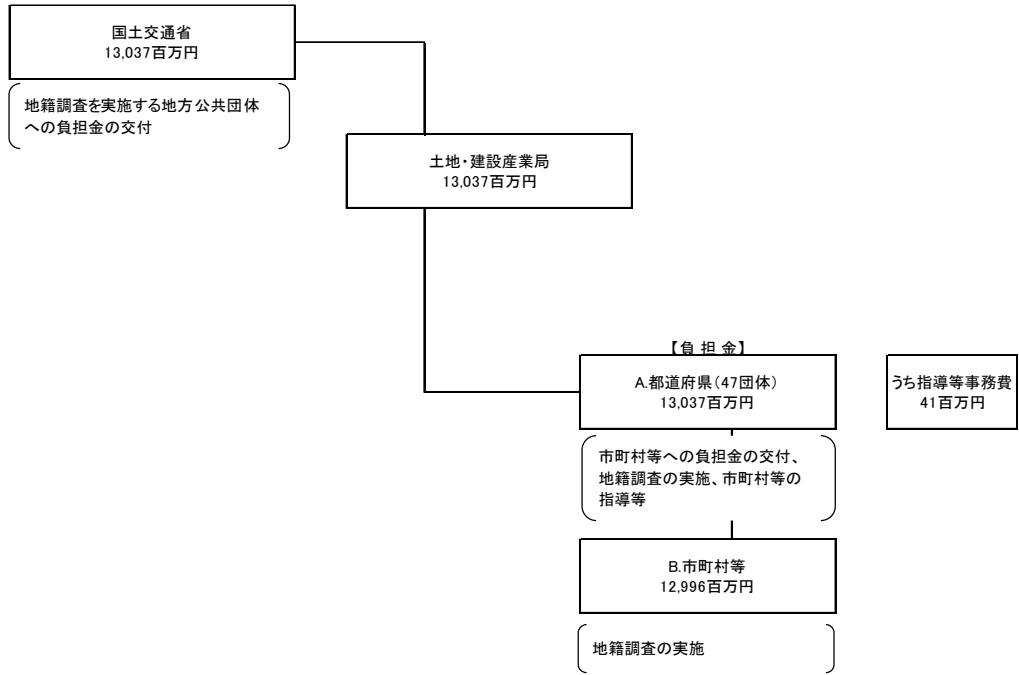 国土交通省
13,037百万円
地籍調査を実施する地方公共団体
への負担金の交付
土地・建設産業局
13,037百万円
【負 担 金】
A.都道府県(47団体)
13,037百万円
うち指導等事務費
41百万円
市町村等への負担金の交付、
地籍調査の実施、市町村等の
指導等
B.市町村等
12,996百万円
地籍調査の実施